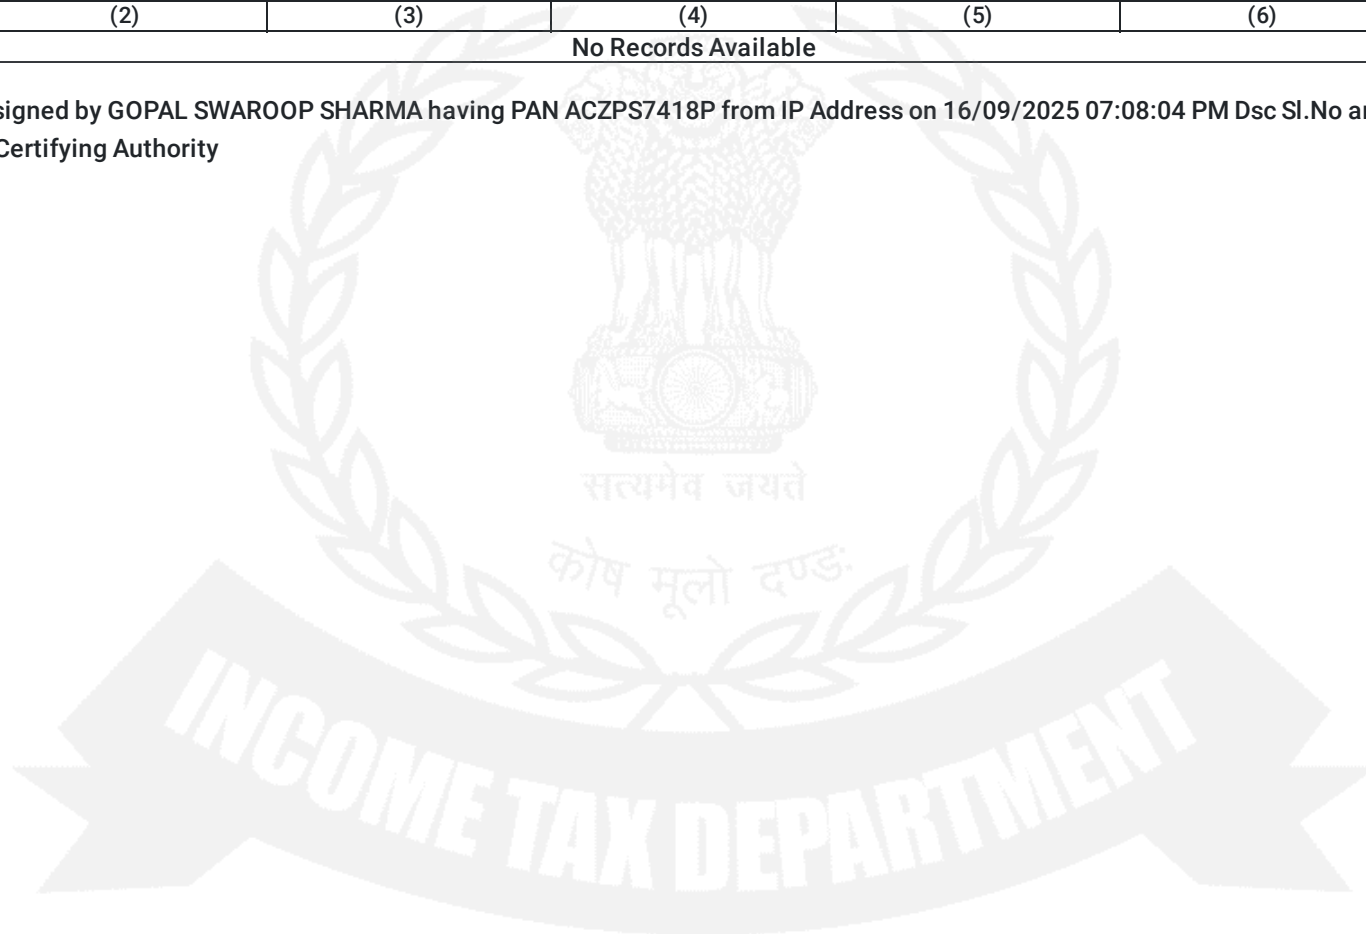 (2) (3) (4) (5) (6)
No Records Available
signed by GOPAL SWAROOP SHARMA having PAN ACZPS7418P from IP Address on 16/09/2025 07:08:04 PM Dsc Sl.No ar
Certifying Authority
सत्यमेव जयते
कोष मूलो दण्डः
INCOME TAX DEPARTMENT